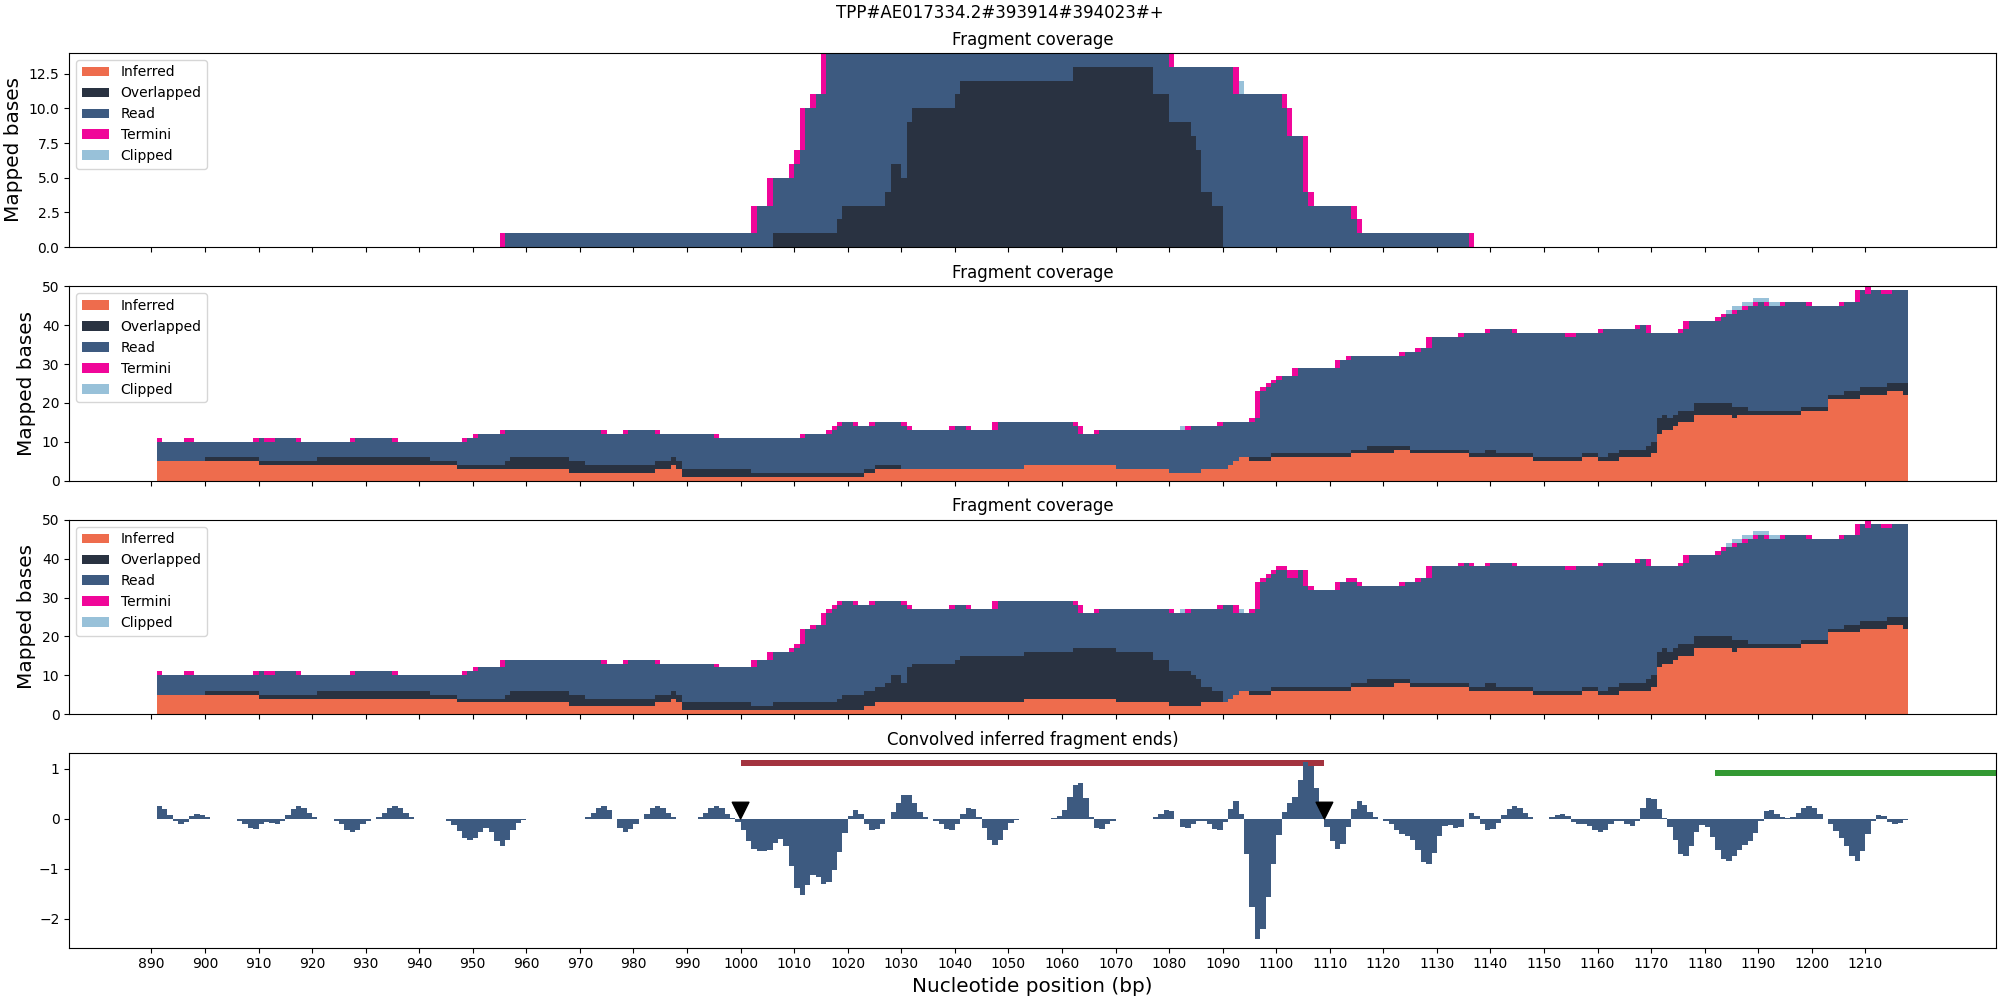 TPP#AE017334.2#393914#394023#+
Fragment coverage
Mapped bases
12.5
10.0
7.5
5.0
2.5
0.0
Inferred
Overlapped
Read
Termini
Clipped
Fragment coverage
Mapped bases
50
40
30
20
10
0
Inferred
Overlapped
Read
Termini
Clipped
Fragment coverage
Mapped bases
50
40
30
20
10
0
Inferred
Overlapped
Read
Termini
Clipped
Convolved inferred fragment ends)
1
0
−1
−2
890 900 910 920 930 940 950 960 970 980 990 1000 1010 1020 1030 1040 1050 1060 1070 1080 1090 1100 1110 1120 1130 1140 1150 1160 1170 1180 1190 1200 1210
Nucleotide position (bp)